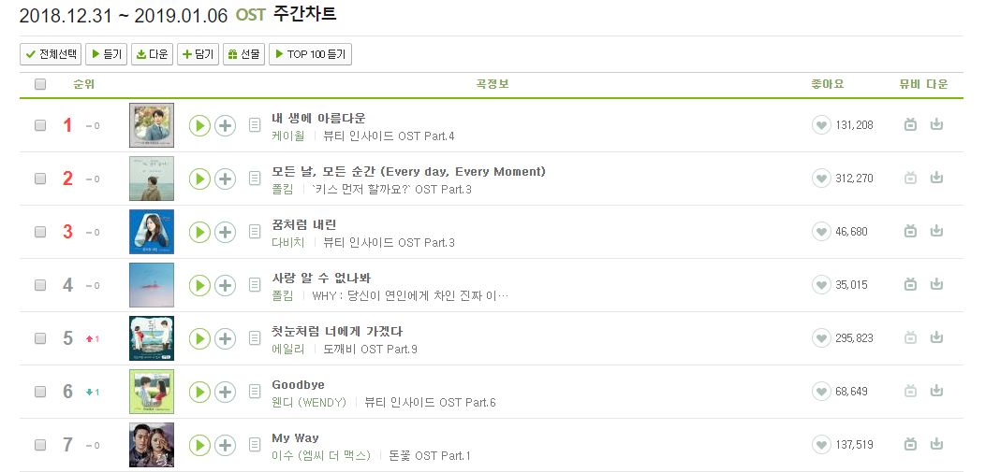 2018.12.31 ~ 2019.01.06 OST 주간차트
전체선택 듣기 다운 담기 선물 TOP 100 듣기
순위 곡정보 좋아요 뮤비 다운
1 0 내 생에 아름다운 131,208
케이윌 뷰티 인사이드 OST Part.4
2 0 모든 날, 모든 순간 (Every day, Every Moment) 312,270
폴킴 `키스 먼저 할까요?` OST Part.3
3 0 꿈처럼 내린 46,680
다비치 뷰티 인사이드 OST Part.3
4 0 사랑 알 수 없나봐 35,015
폴킴 WHY : 당신이 연인에게 차인 진짜 이…
5 1 첫눈처럼 너에게 가겠다 295,823
에일리 도깨비 OST Part.9
6 1 Goodbye 68,649
웬디 (WENDY) 뷰티 인사이드 OST Part.6
7 0 My Way 137,519
이수 (엠씨 더 맥스) 돈꽃 OST Part.1